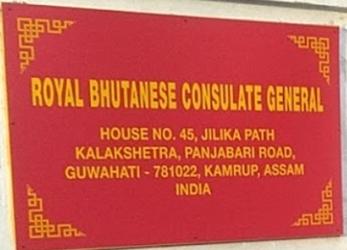 ROYAL BHUTANESE CONSULATE GENERAL
HOUSE NO. 45, JILIKA PATH
KALAKSHETRA, PANJABARI ROAD,
GUWAHATI - 781022, KAMRUP, ASSAM
INDIA